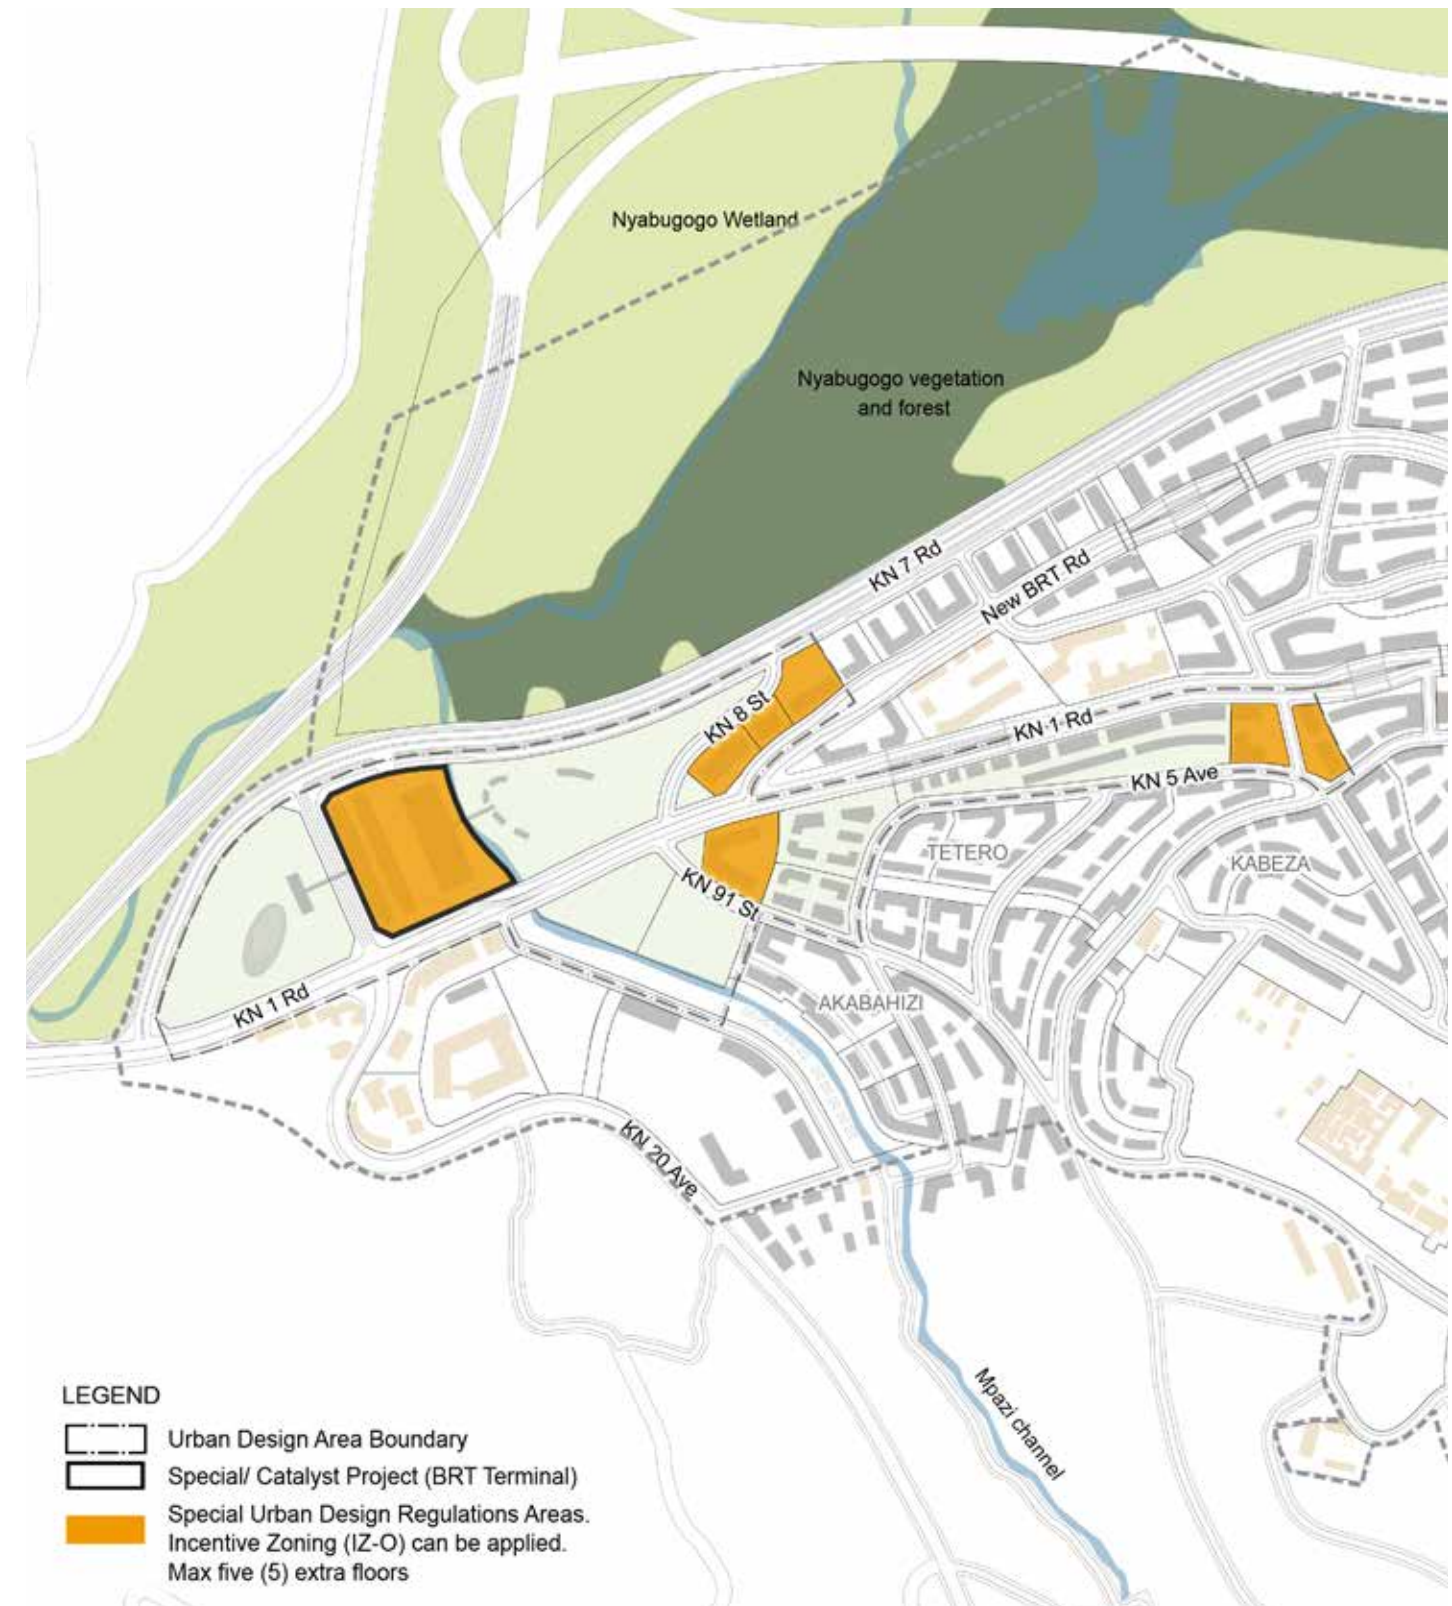 Nyabugogo Wetland
Nyabugogo vegetation
and forest
KN 7 Rd
New BRT Rd
KN 8 St
KN 1 Rd
KN 5 Ave
TETERO
KABEZA
KN 91 St
AKABAHIZI
KN 1 Rd
KN 20 Ave
Mpazi channel
LEGEND
Urban Design Area Boundary
Special/ Catalyst Project (BRT Terminal)
Special Urban Design Regulations Areas.
Incentive Zoning (IZ-O) can be applied.
Max five (5) extra floors